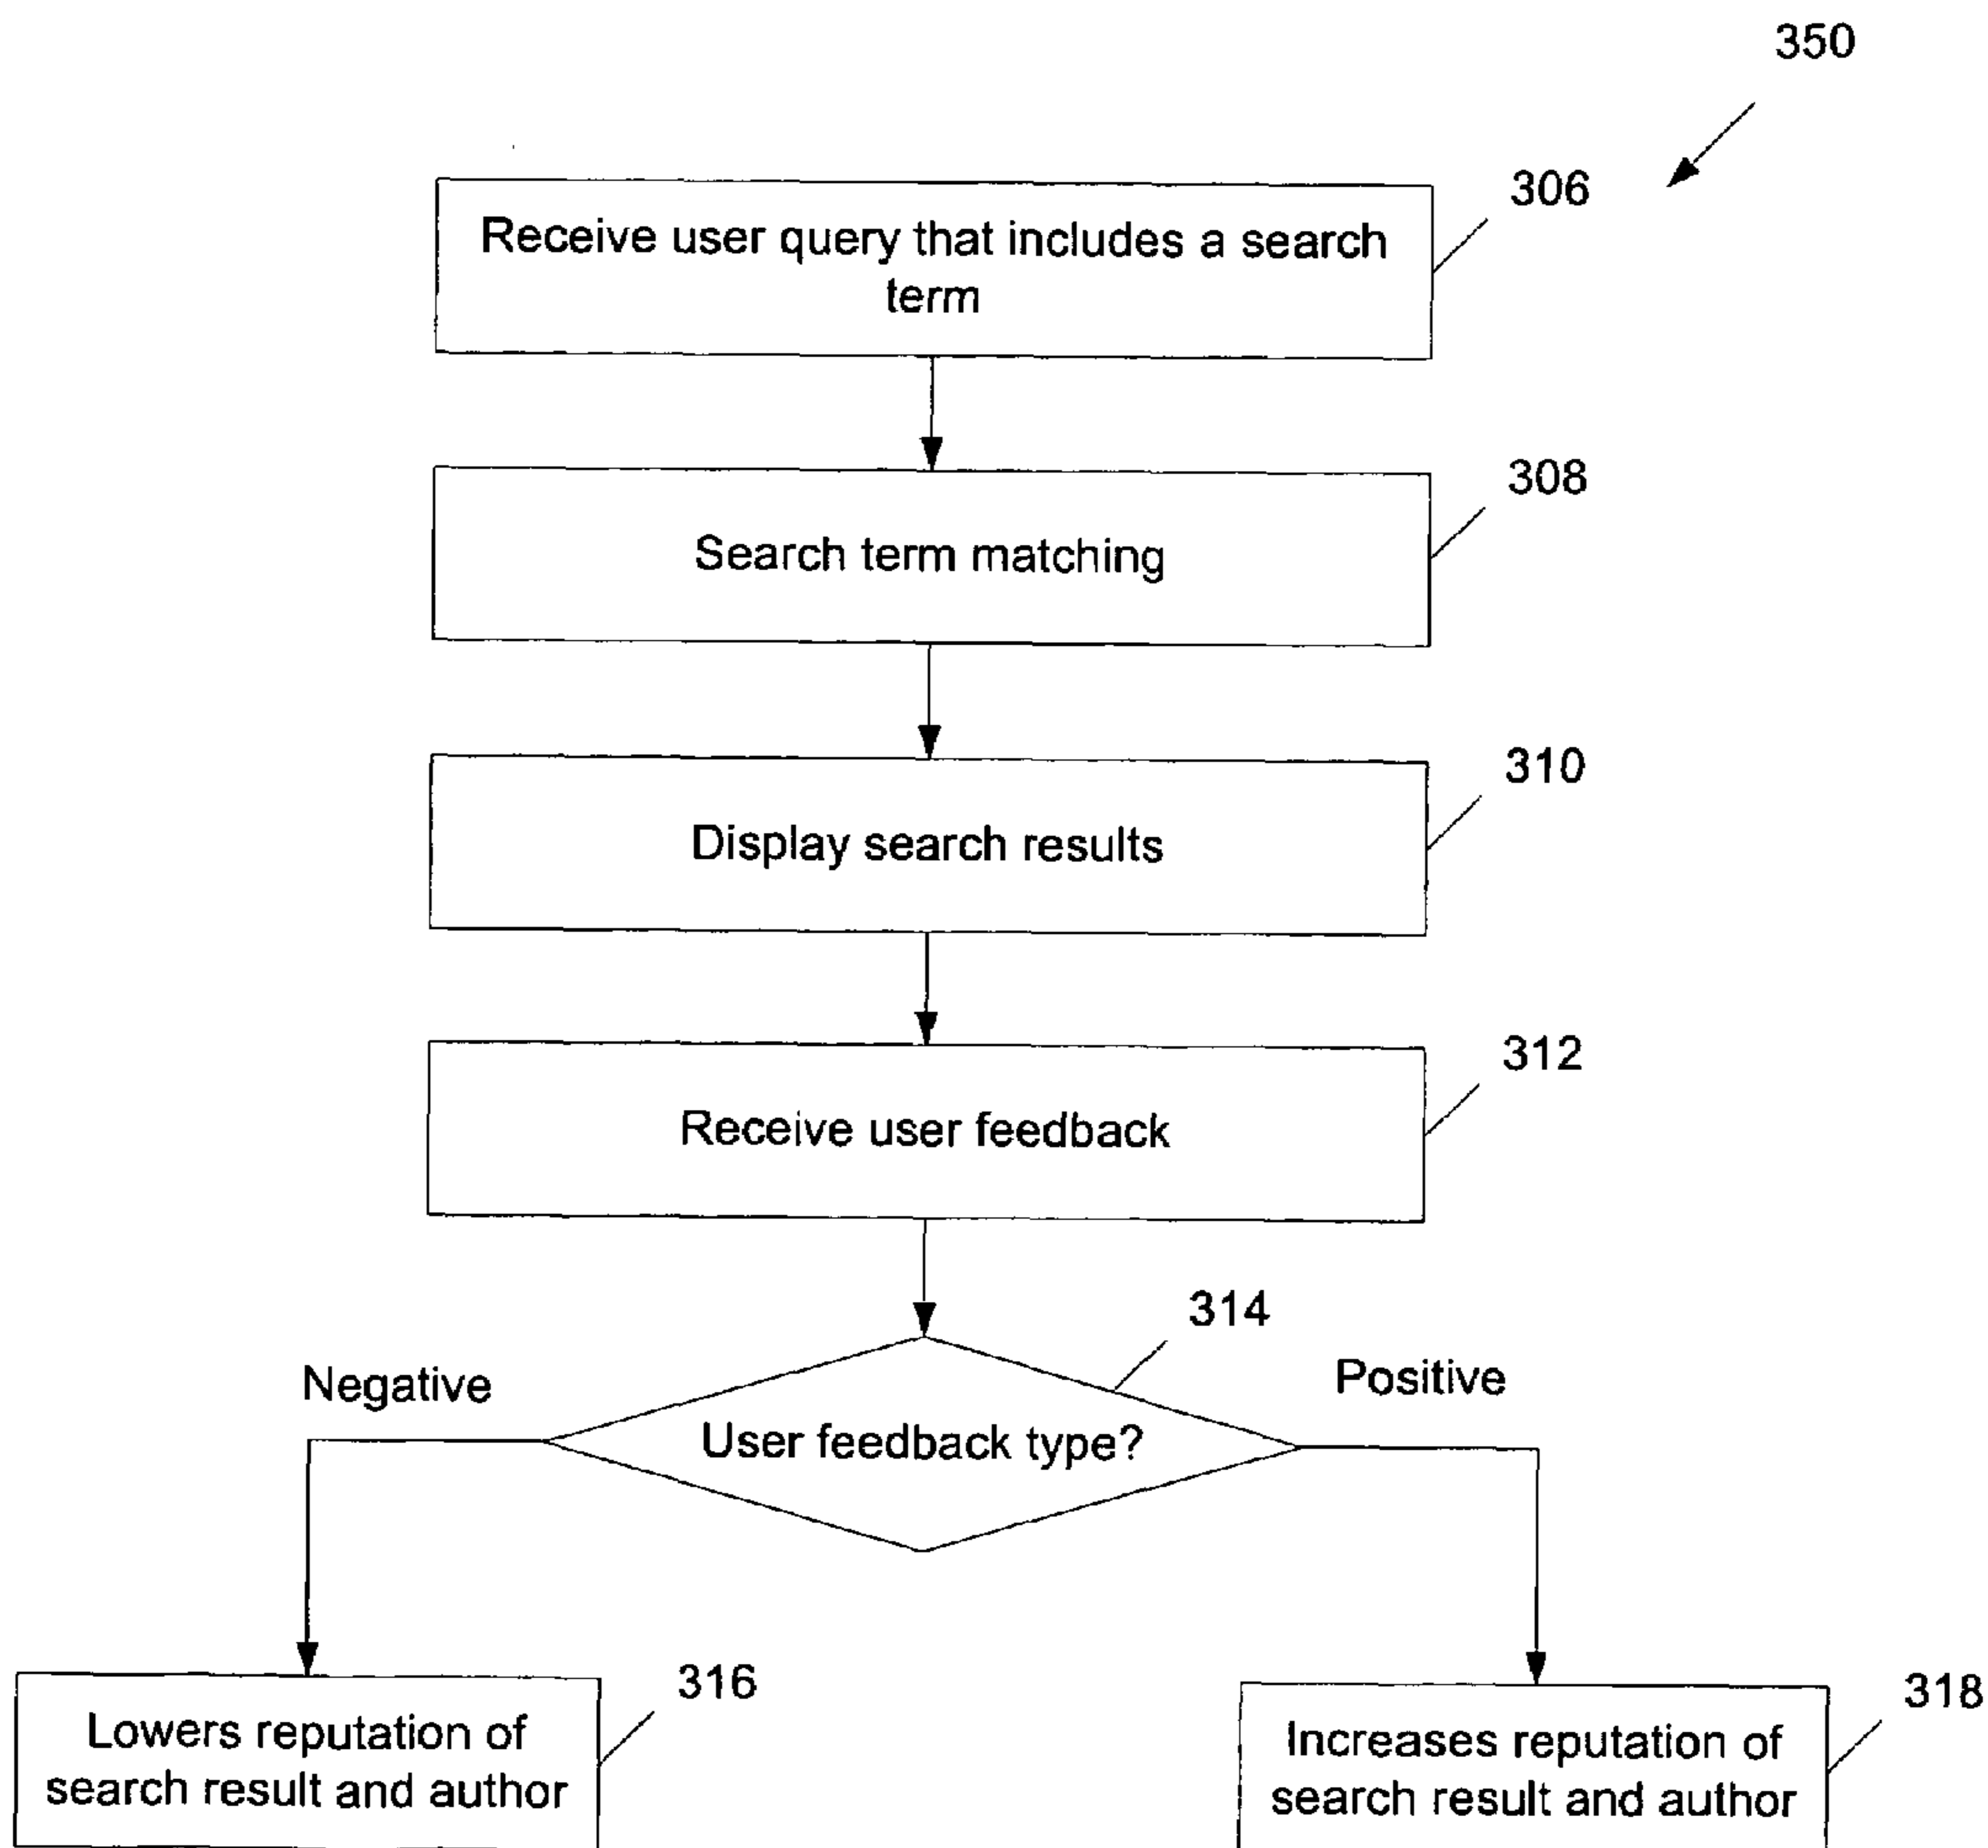 350
306
Receive user query that includes a search
term
308
Search term matching
310
Display search results
312
Receive user feedback
314
Negative
Positive
User feedback type?
316
Lowers reputation of
search result and author
318
Increases reputation of
search result and author